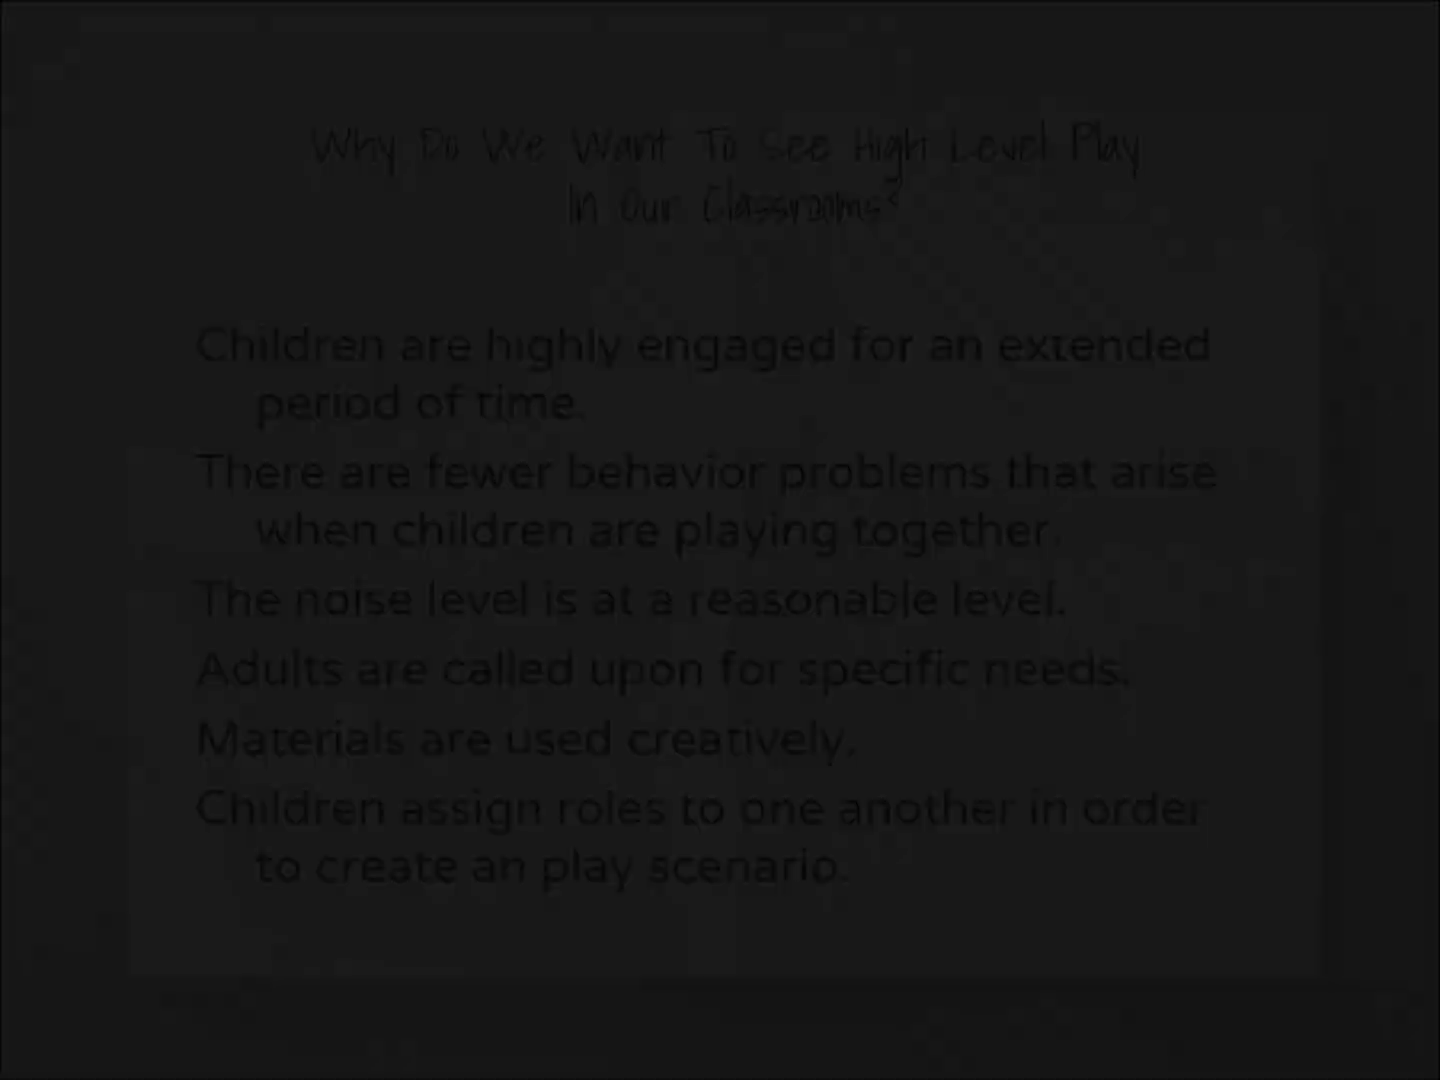 Why Do We Want To See High Level Play
In Our Classrooms?
Children are highly engaged for an extended
period of time.
There are fewer behavior problems that arise
when children are playing together.
The noise level is at a reasonable level.
Adults are called upon for specific needs.
Materials are used creatively.
Children assign roles to one another in order
to create an play scenario.